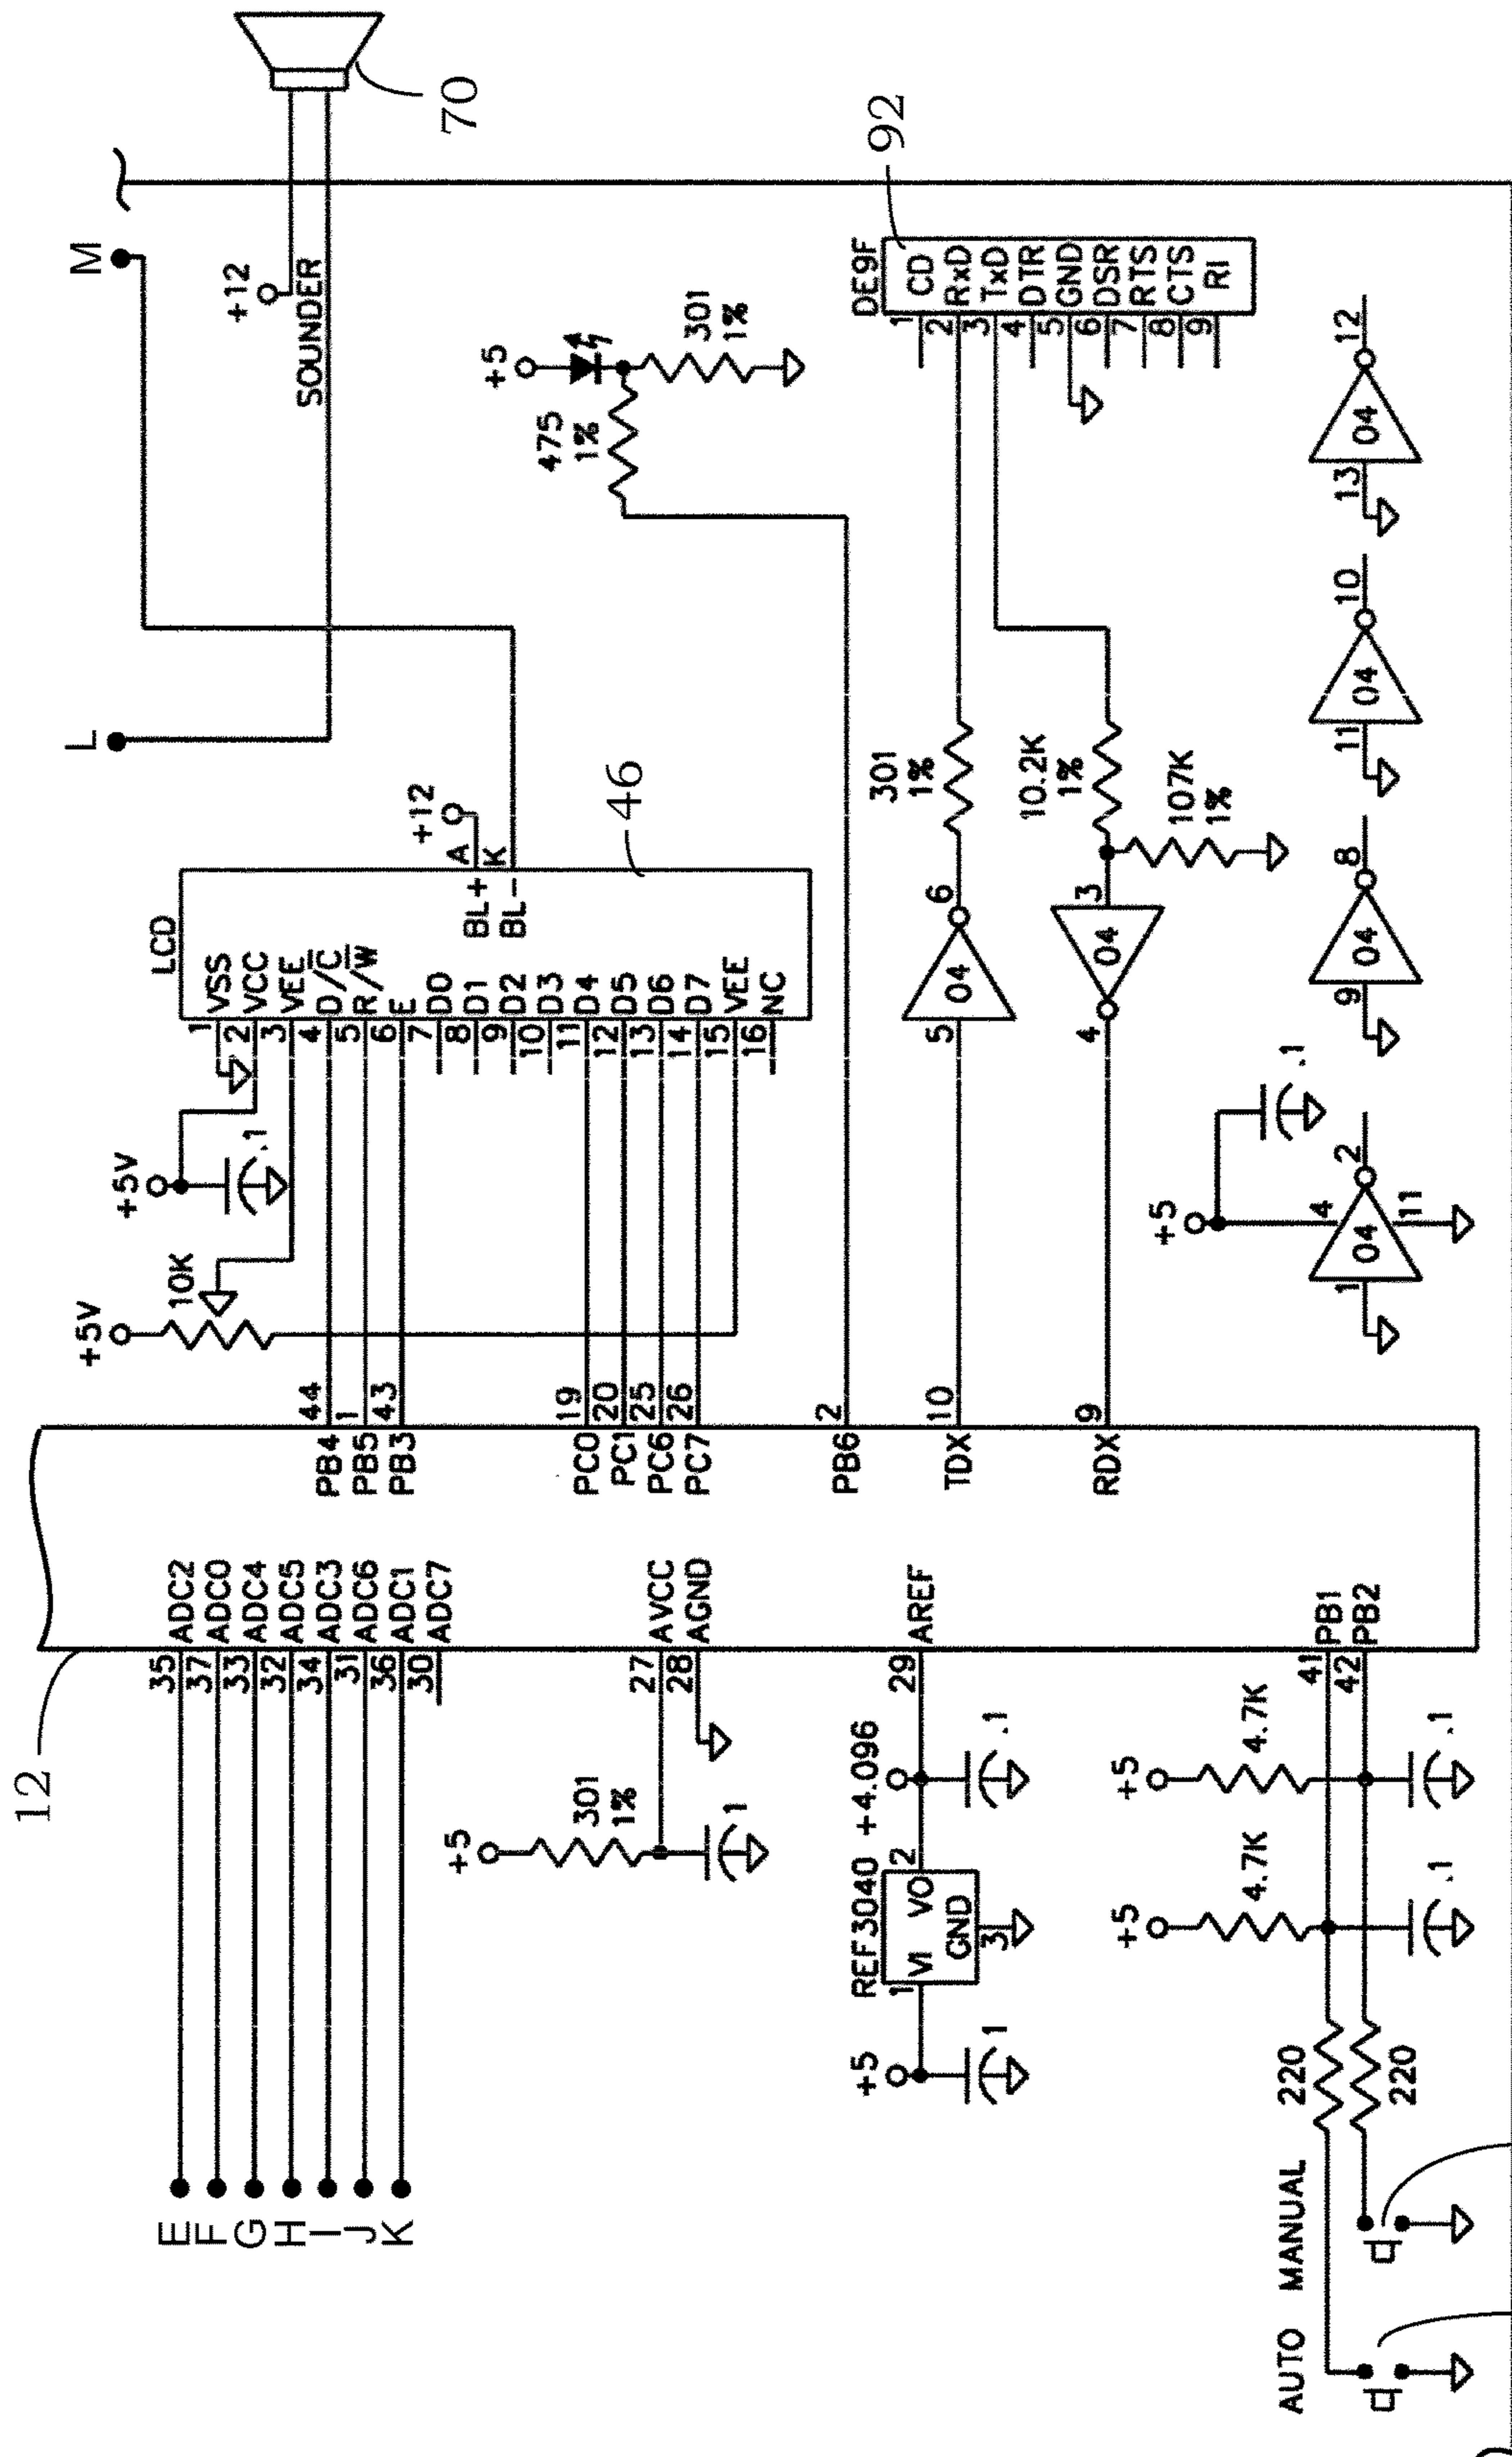 12
35 ADC2
37 ADC0
33 ADC4
32 ADC5
34 ADC3
31 ADC6
36 ADC1
30 ADC7
E
F
G
H
I
J
K
27 AVCC
28 AGND
+5
301
1%
1
29 AREF
REF3040
+4.096
1 VI
VO 2
GND
3
+5
1
.1
41 PB1
42 PB2
+5
4.7K
.1
+5
4.7K
.1
220
220
AUTO
MANUAL
PB4 44
PB5 1
PB3 43
PC0 19
PC1 20
PC6 25
PC7 26
PB6 2
TDX 10
RDX 9
+5V
10K
+5V
.1
LCD
1 VSS
2 VCC
3 VEE
4 D/C
5 R/W
6 E
7 D0
8 D1
9 D2
10 D3
11 D4
12 D5
13 D6
14 D7
15 VEE
16 NC
BL+ A
BL- K
+12
46
L
M
+12
SOUNDER
70
+5
475
1%
301
1%
5 04 6
301
1%
4 04 3
10.2K
1%
107K
1%
DE9F
92
1 CD
2 RxD
3 TxD
4 DTR
5 GND
6 DSR
7 RTS
8 CTS
9 RI
+5
.1
1 04 2
4
11
9 04 8
11 04 10
13 04 12